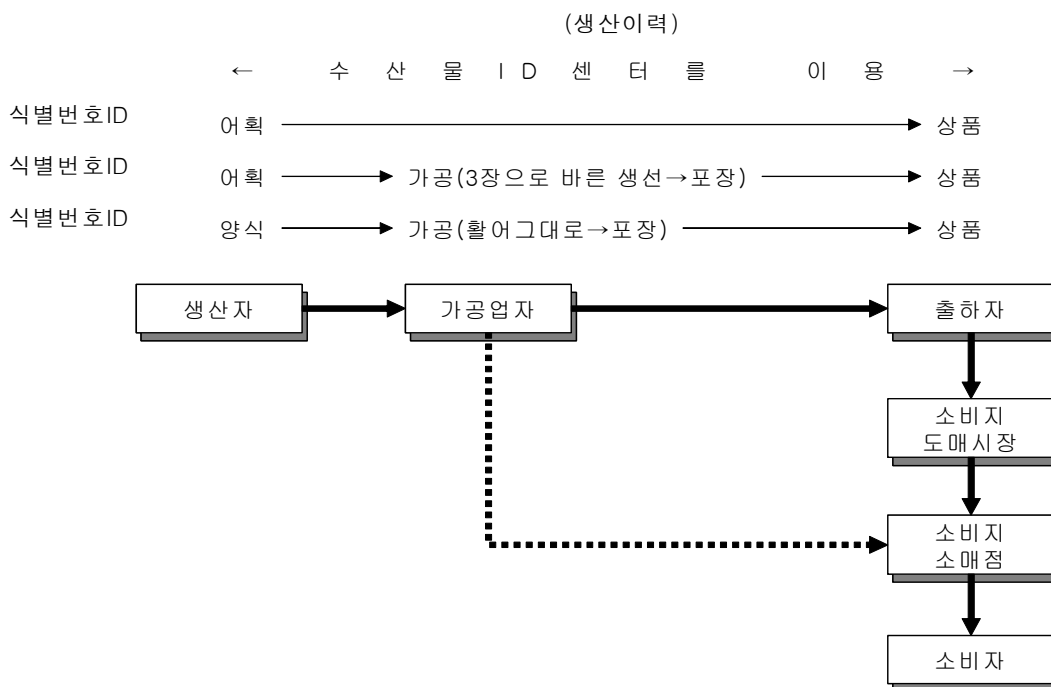 (생산이력)
← 수 산 물 I D 센 터 를 이 용 →
식별번호ID 어획 상품
식별번호ID 어획 가공(3장으로 바른 생선→포장) 상품
식별번호ID 양식 가공(활어그대로→포장) 상품
생산자 가공업자 출하자
소비지
도매시장
소비지
소매점
소비자